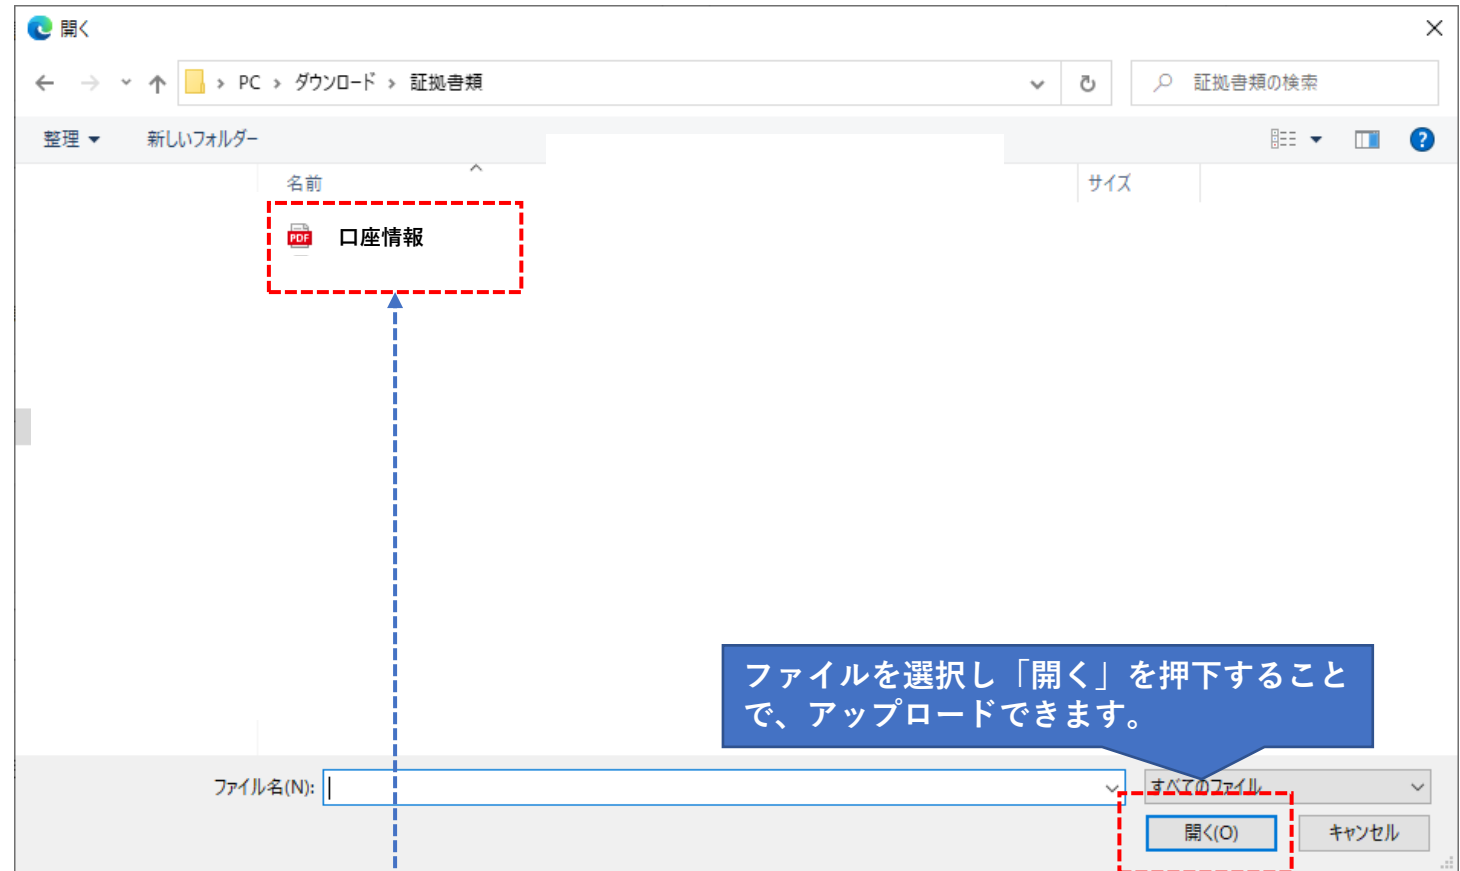 開く
PC › ダウンロード › 証拠書類
証拠書類の検索
整理 新しいフォルダー
名前 サイズ
PDF 口座情報
ファイルを選択し「開く」を押下すること
で、アップロードできます。
ファイル名(N):
すべてのファイル
開く(O) キャンセル